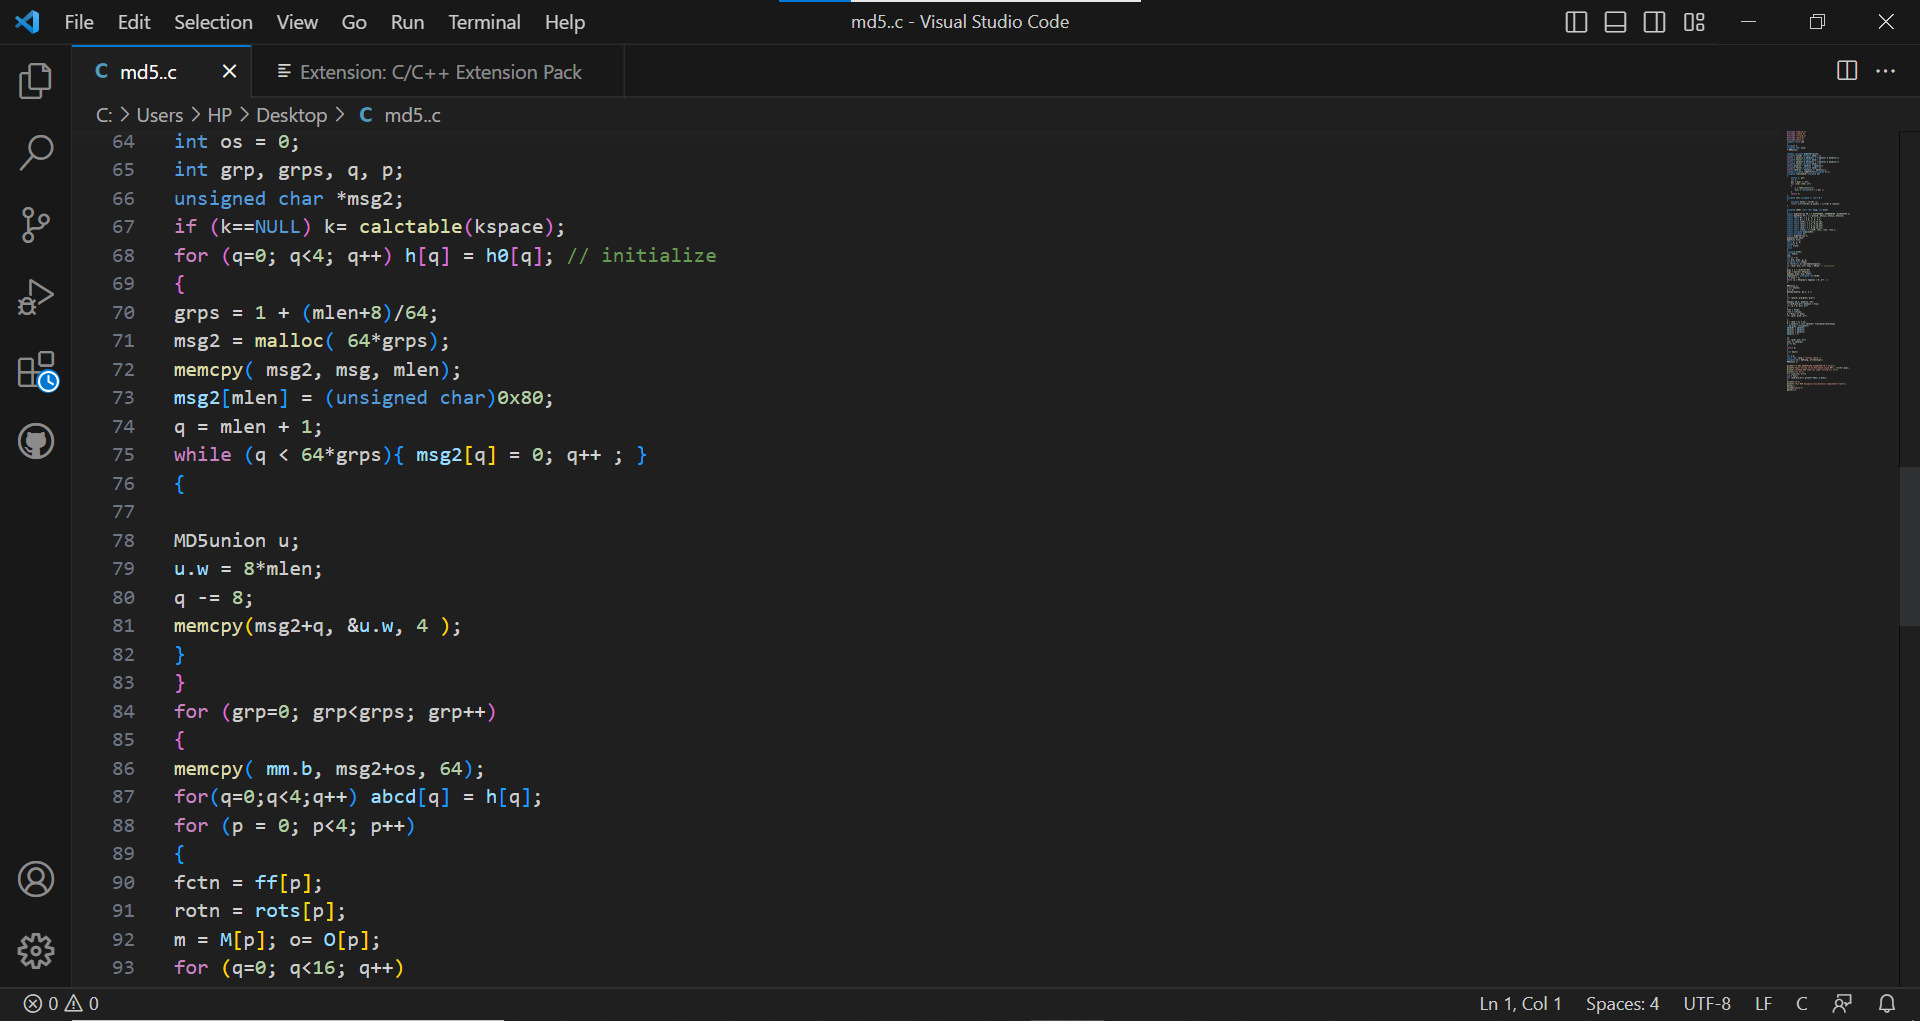 File Edit Selection View Go Run Terminal Help md5..c - Visual Studio Code
md5..c Extension: C/C++ Extension Pack
C: > Users > HP > Desktop > C md5..c
64 int os = 0;
65 int grp, grps, q, p;
66 unsigned char *msg2;
67 if (k==NULL) k= calctable(kspace);
68 for (q=0; q<4; q++) h[q] = h0[q]; // initialize
69 {
70 grps = 1 + (mlen+8)/64;
71 msg2 = malloc( 64*grps);
72 memcpy( msg2, msg, mlen);
73 msg2[mlen] = (unsigned char)0x80;
74 q = mlen + 1;
75 while (q < 64*grps){ msg2[q] = 0; q++ ; }
76 {
77
78 MD5union u;
79 u.w = 8*mlen;
80 q -= 8;
81 memcpy(msg2+q, &u.w, 4 );
82 }
83 }
84 for (grp=0; grp<grps; grp++)
85 {
86 memcpy( mm.b, msg2+os, 64);
87 for(q=0;q<4;q++) abcd[q] = h[q];
88 for (p = 0; p<4; p++)
89 {
90 fctn = ff[p];
91 rotn = rots[p];
92 m = M[p]; o= O[p];
93 for (q=0; q<16; q++)
0 0 Ln 1, Col 1 Spaces: 4 UTF-8 LF C